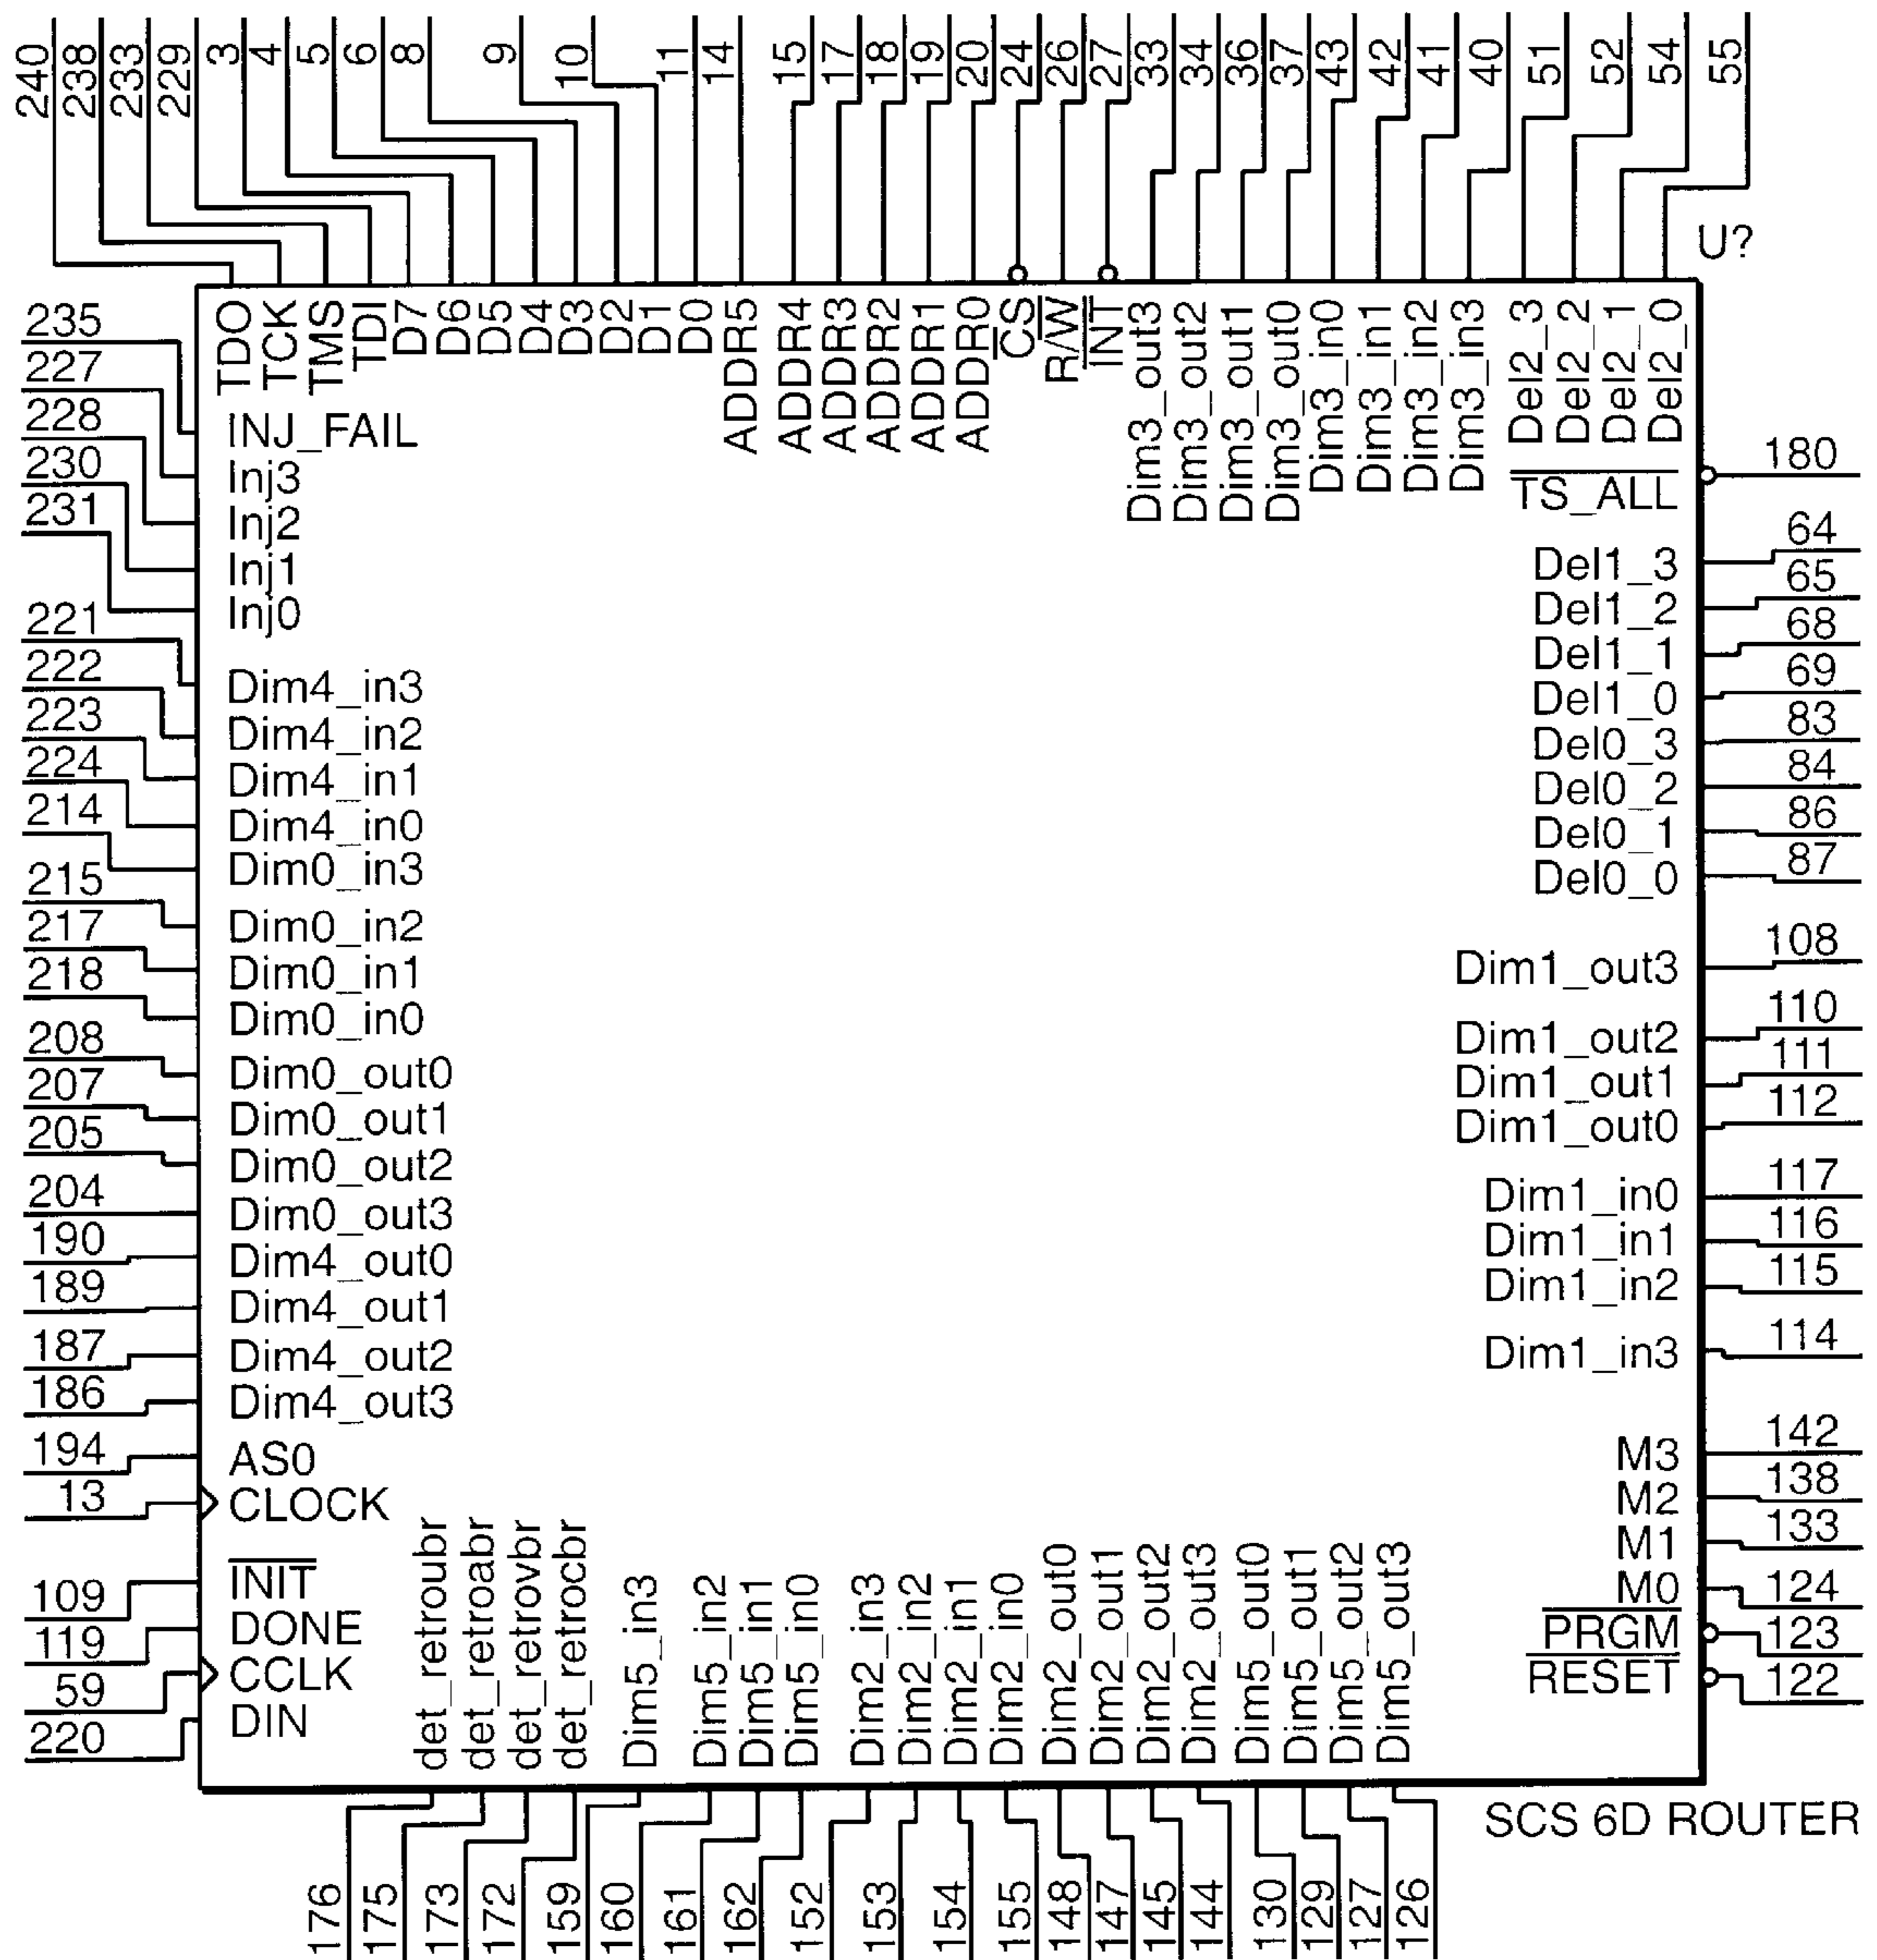 240
238
233
229
3
4
5
6
8
9
10
11
14
15
17
18
19
20
24
26
27
33
34
36
37
43
42
41
40
51
52
54
55
U?
TDO
TCK
TMS
TDI
D7
D6
D5
D4
D3
D2
D1
D0
ADDR5
ADDR4
ADDR3
ADDR2
ADDR1
ADDR0
CS
R/W
INT
Dim3_out3
Dim3_out2
Dim3_out1
Dim3_out0
Dim3_in0
Dim3_in1
Dim3_in2
Dim3_in3
Del2_3
Del2_2
Del2_1
Del2_0
235
227
228
230
231
221
222
223
224
214
215
217
218
208
207
205
204
190
189
187
186
194
13
109
119
59
220
INJ_FAIL
Inj3
Inj2
Inj1
Inj0
Dim4_in3
Dim4_in2
Dim4_in1
Dim4_in0
Dim0_in3
Dim0_in2
Dim0_in1
Dim0_in0
Dim0_out0
Dim0_out1
Dim0_out2
Dim0_out3
Dim4_out0
Dim4_out1
Dim4_out2
Dim4_out3
AS0
CLOCK
INIT
DONE
CCLK
DIN
TS_ALL
Del1_3
Del1_2
Del1_1
Del1_0
Del0_3
Del0_2
Del0_1
Del0_0
Dim1_out3
Dim1_out2
Dim1_out1
Dim1_out0
Dim1_in0
Dim1_in1
Dim1_in2
Dim1_in3
M3
M2
M1
M0
PRGM
RESET
180
64
65
68
69
83
84
86
87
108
110
111
112
117
116
115
114
142
138
133
124
123
122
det_retroubr
det_retroabr
det_retrovbr
det_retrocbr
Dim5_in3
Dim5_in2
Dim5_in1
Dim5_in0
Dim2_in3
Dim2_in2
Dim2_in1
Dim2_in0
Dim2_out0
Dim2_out1
Dim2_out2
Dim2_out3
Dim5_out0
Dim5_out1
Dim5_out2
Dim5_out3
SCS 6D ROUTER
176
175
173
172
159
160
161
162
152
153
154
155
148
147
145
144
130
129
127
126